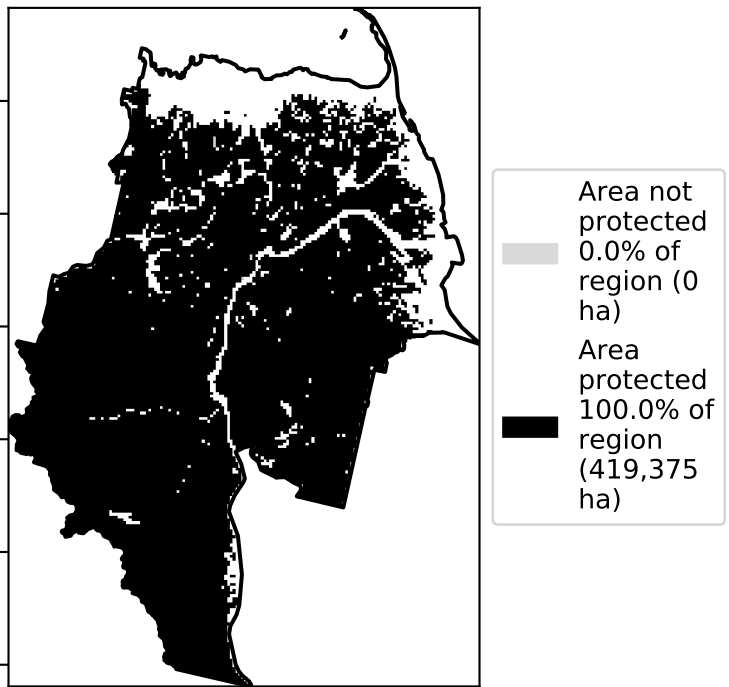 Area not
protected
0.0% of
region (0
ha)
Area
protected
100.0% of
region
(419,375
ha)